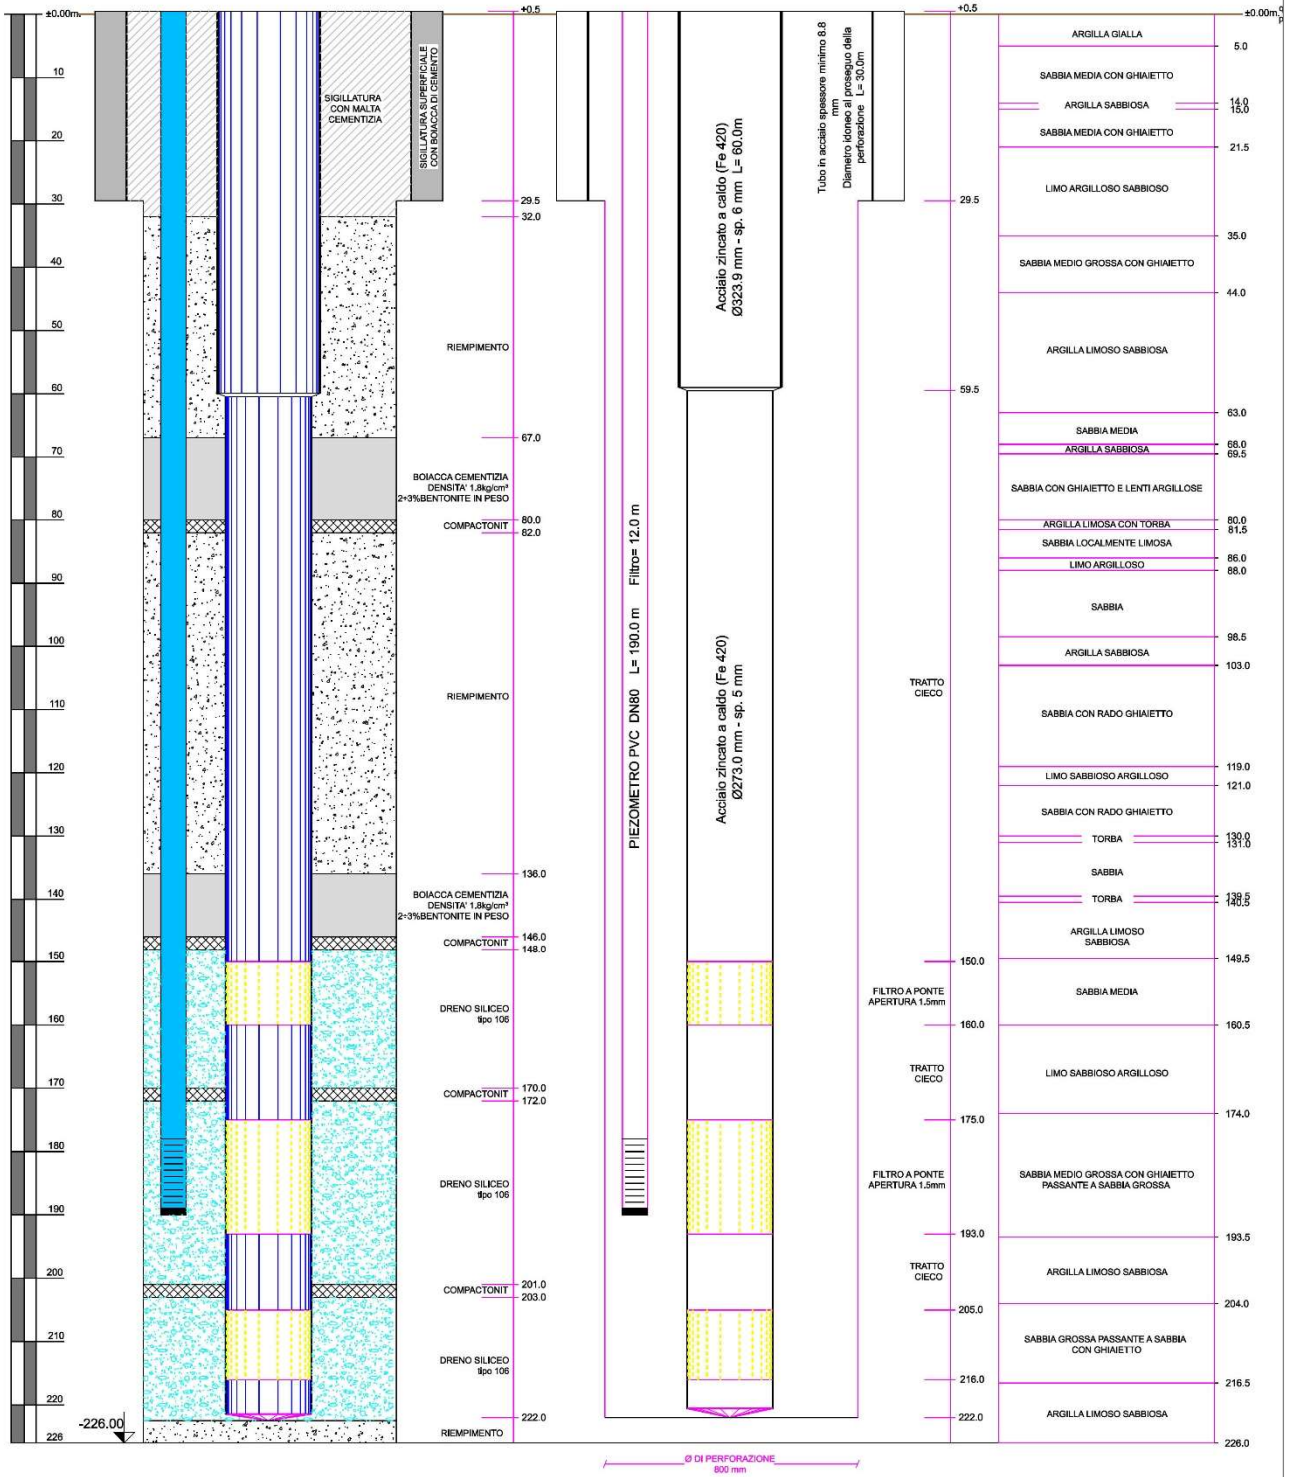 ±0.00m.
10
20
30
40
50
60
70
80
90
100
110
120
130
140
150
160
170
180
190
200
210
220
226
-226.00
SIGILLATURA
CON MALTA
CEMENTIZIA
SIGILLATURA SUPERFICIALE
CON BOIACCA DI CEMENTO
RIEMPIMENTO
BOIACCA CEMENTIZIA
DENSITA' 1.8kg/cm³
2÷3%BENTONITE IN PESO
COMPACTONIT
RIEMPIMENTO
BOIACCA CEMENTIZIA
DENSITA' 1.8kg/cm³
2÷3%BENTONITE IN PESO
COMPACTONIT
DRENO SILICEO
tipo 106
COMPACTONIT
DRENO SILICEO
tipo 106
COMPACTONIT
DRENO SILICEO
tipo 106
RIEMPIMENTO
+0.5
29.5
32.0
67.0
80.0
82.0
136.0
146.0
148.0
170.0
172.0
201.0
203.0
222.0
PIEZOMETRO PVC DN80 L= 190.0 m Filtro= 12.0 m
Acciaio zincato a caldo (Fe 420)
Ø323.9 mm - sp. 6 mm L= 60.0m
Acciaio zincato a caldo (Fe 420)
Ø273.0 mm - sp. 5 mm
Tubo in acciaio spessore minimo 8.8
mm
Diametro idoneo al proseguo della
perforazione L= 30.0m
Ø DI PERFORAZIONE
800 mm
TRATTO
CIECO
FILTRO A PONTE
APERTURA 1.5mm
TRATTO
CIECO
FILTRO A PONTE
APERTURA 1.5mm
TRATTO
CIECO
+0.5
29.5
59.5
150.0
160.0
175.0
193.0
205.0
216.0
222.0
±0.00m.
ARGILLA GIALLA
5.0
SABBIA MEDIA CON GHIAIETTO
14.0
ARGILLA SABBIOSA
15.0
SABBIA MEDIA CON GHIAIETTO
21.5
LIMO ARGILLOSO SABBIOSO
35.0
SABBIA MEDIO GROSSA CON GHIAIETTO
44.0
ARGILLA LIMOSO SABBIOSA
63.0
SABBIA MEDIA
68.0
ARGILLA SABBIOSA
69.5
SABBIA CON GHIAIETTO E LENTI ARGILLOSE
80.0
ARGILLA LIMOSA CON TORBA
81.5
SABBIA LOCALMENTE LIMOSA
86.0
LIMO ARGILLOSO
88.0
SABBIA
98.5
ARGILLA SABBIOSA
103.0
SABBIA CON RADO GHIAIETTO
119.0
LIMO SABBIOSO ARGILLOSO
121.0
SABBIA CON RADO GHIAIETTO
130.0
TORBA
131.0
SABBIA
139.5
TORBA
140.5
ARGILLA LIMOSO
SABBIOSA
149.5
SABBIA MEDIA
160.5
LIMO SABBIOSO ARGILLOSO
174.0
SABBIA MEDIO GROSSA CON GHIAIETTO
PASSANTE A SABBIA GROSSA
193.5
ARGILLA LIMOSO SABBIOSA
204.0
SABBIA GROSSA PASSANTE A SABBIA
CON GHIAIETTO
216.5
ARGILLA LIMOSO SABBIOSA
226.0